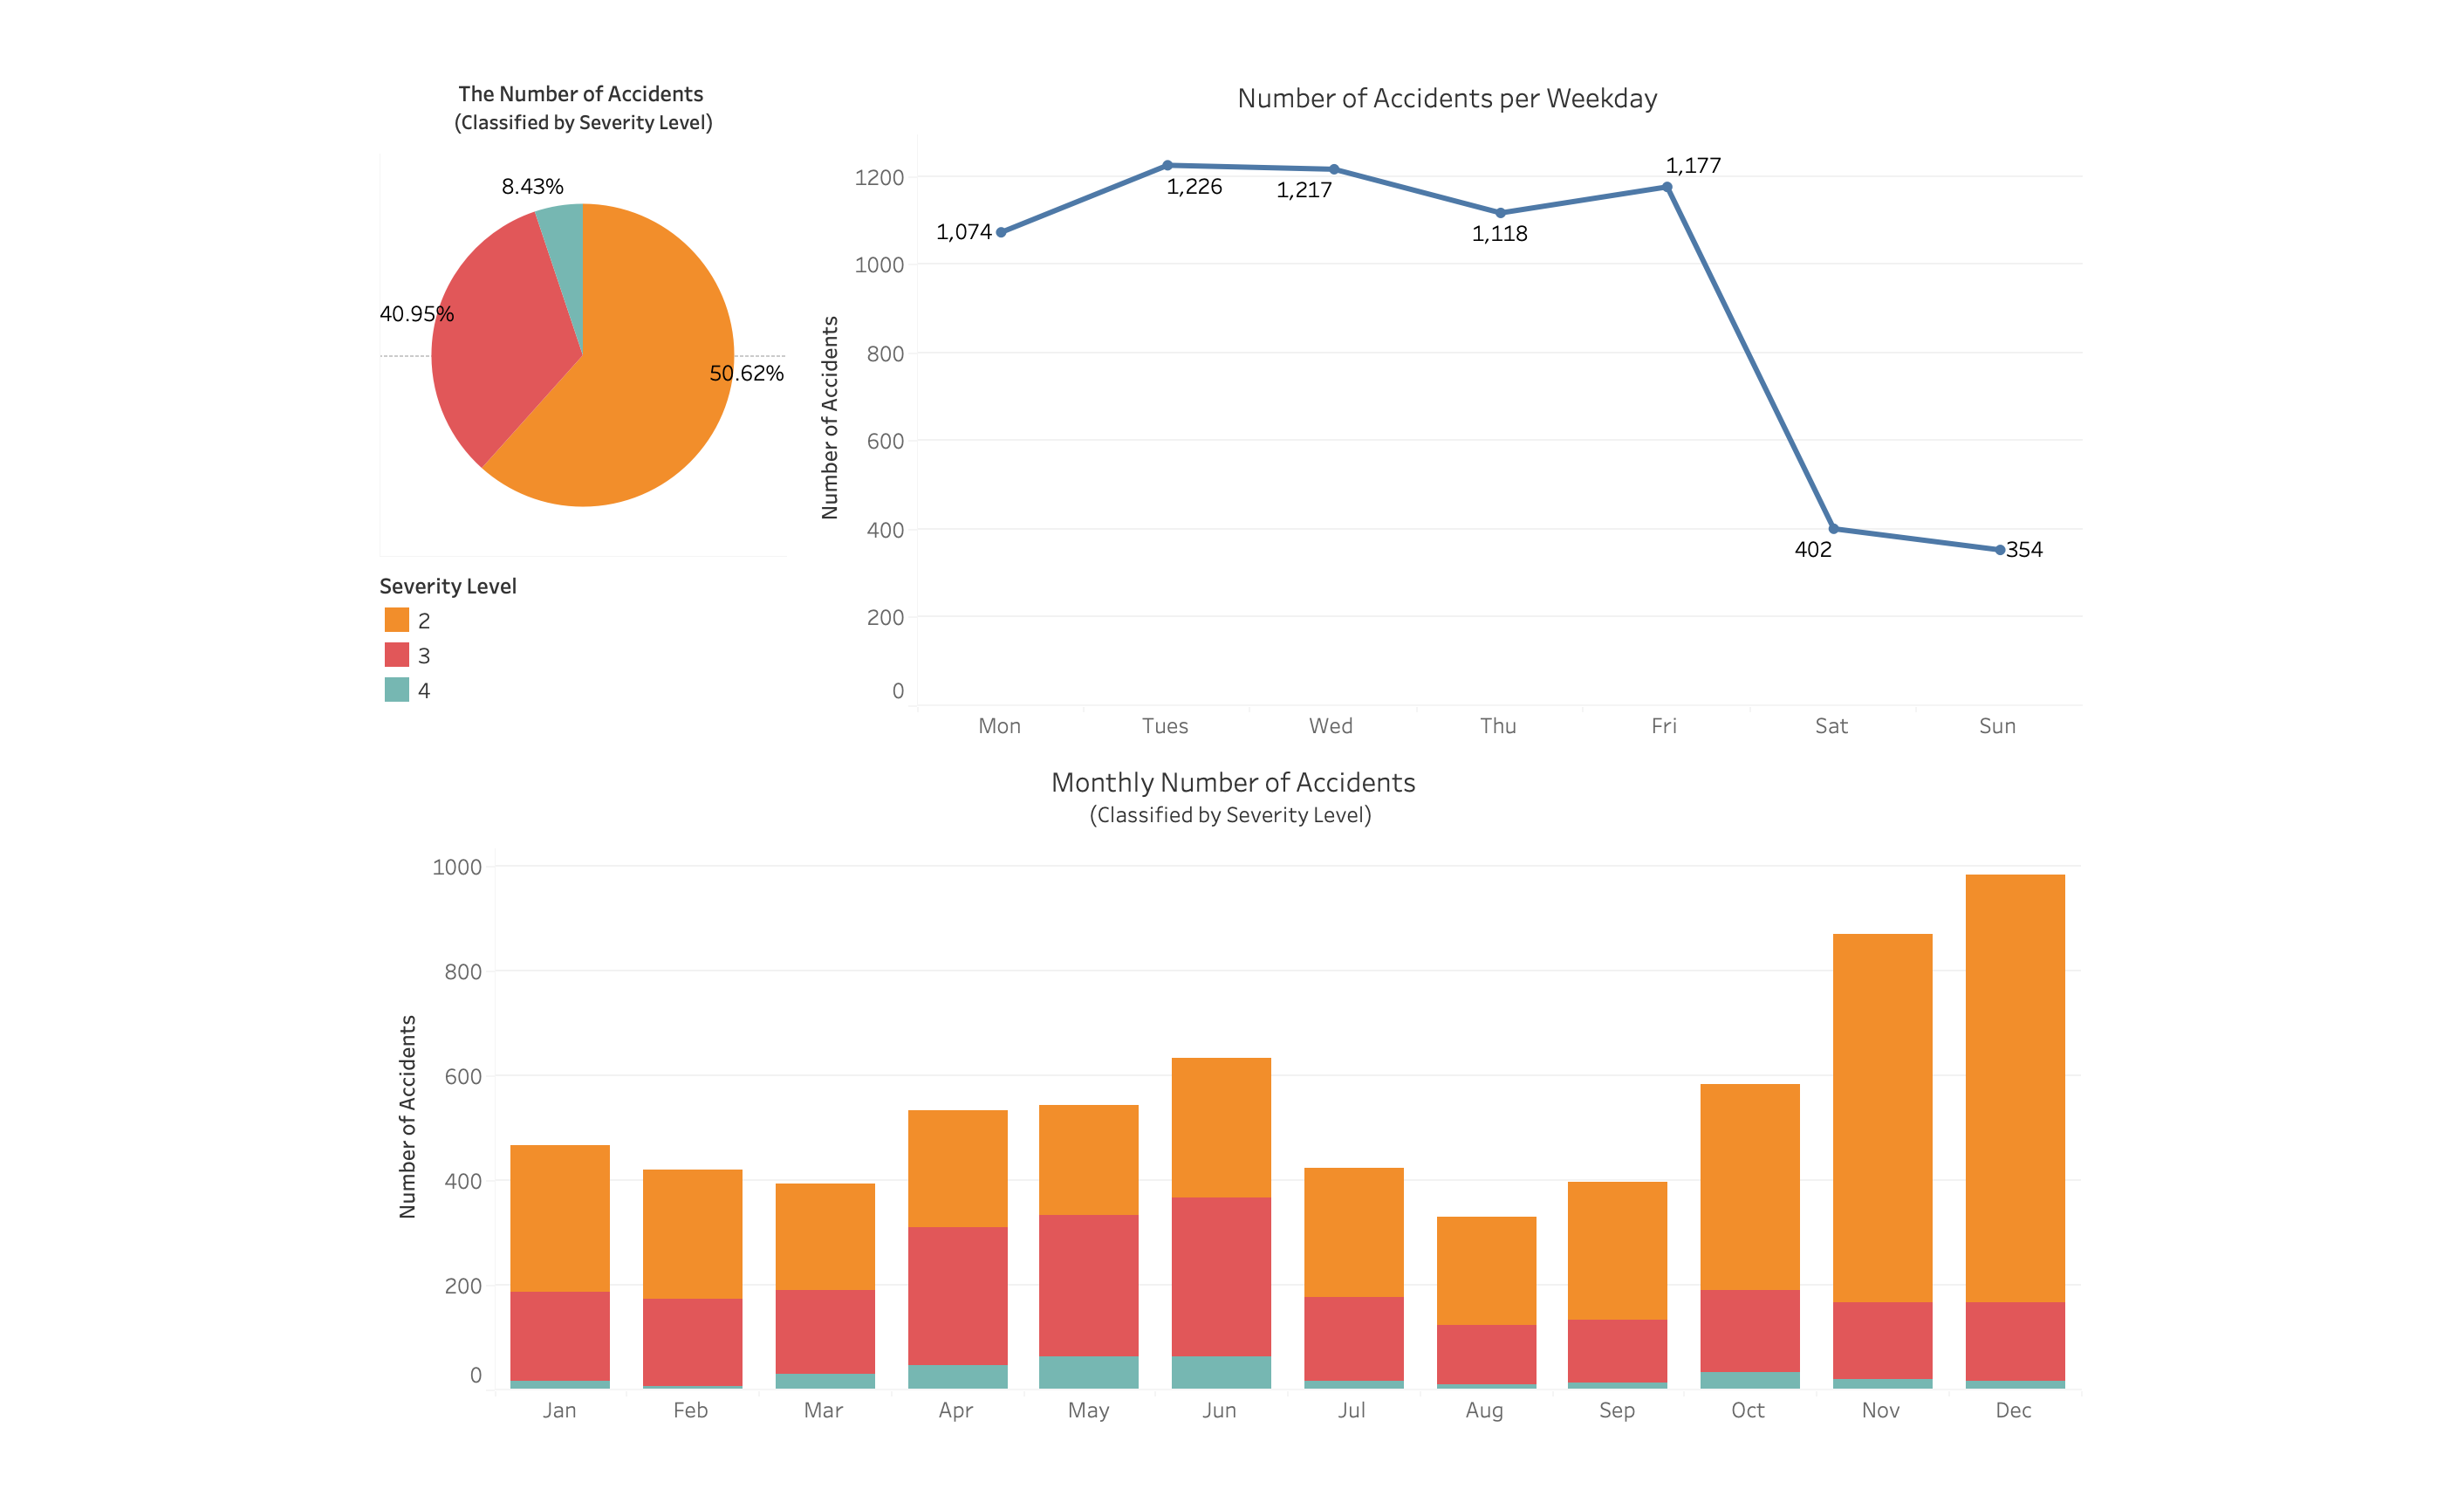 The Number of Accidents
(Classified by Severity Level)
8.43%
40.95%
50.62%
Severity Level
2
3
4
Number of Accidents per Weekday
Number of Accidents
1200
1000
800
600
400
200
0
1,074
1,226
1,217
1,118
1,177
402
354
Mon Tues Wed Thu Fri Sat Sun
Monthly Number of Accidents
(Classified by Severity Level)
Number of Accidents
1000
800
600
400
200
0
Jan Feb Mar Apr May Jun Jul Aug Sep Oct Nov Dec